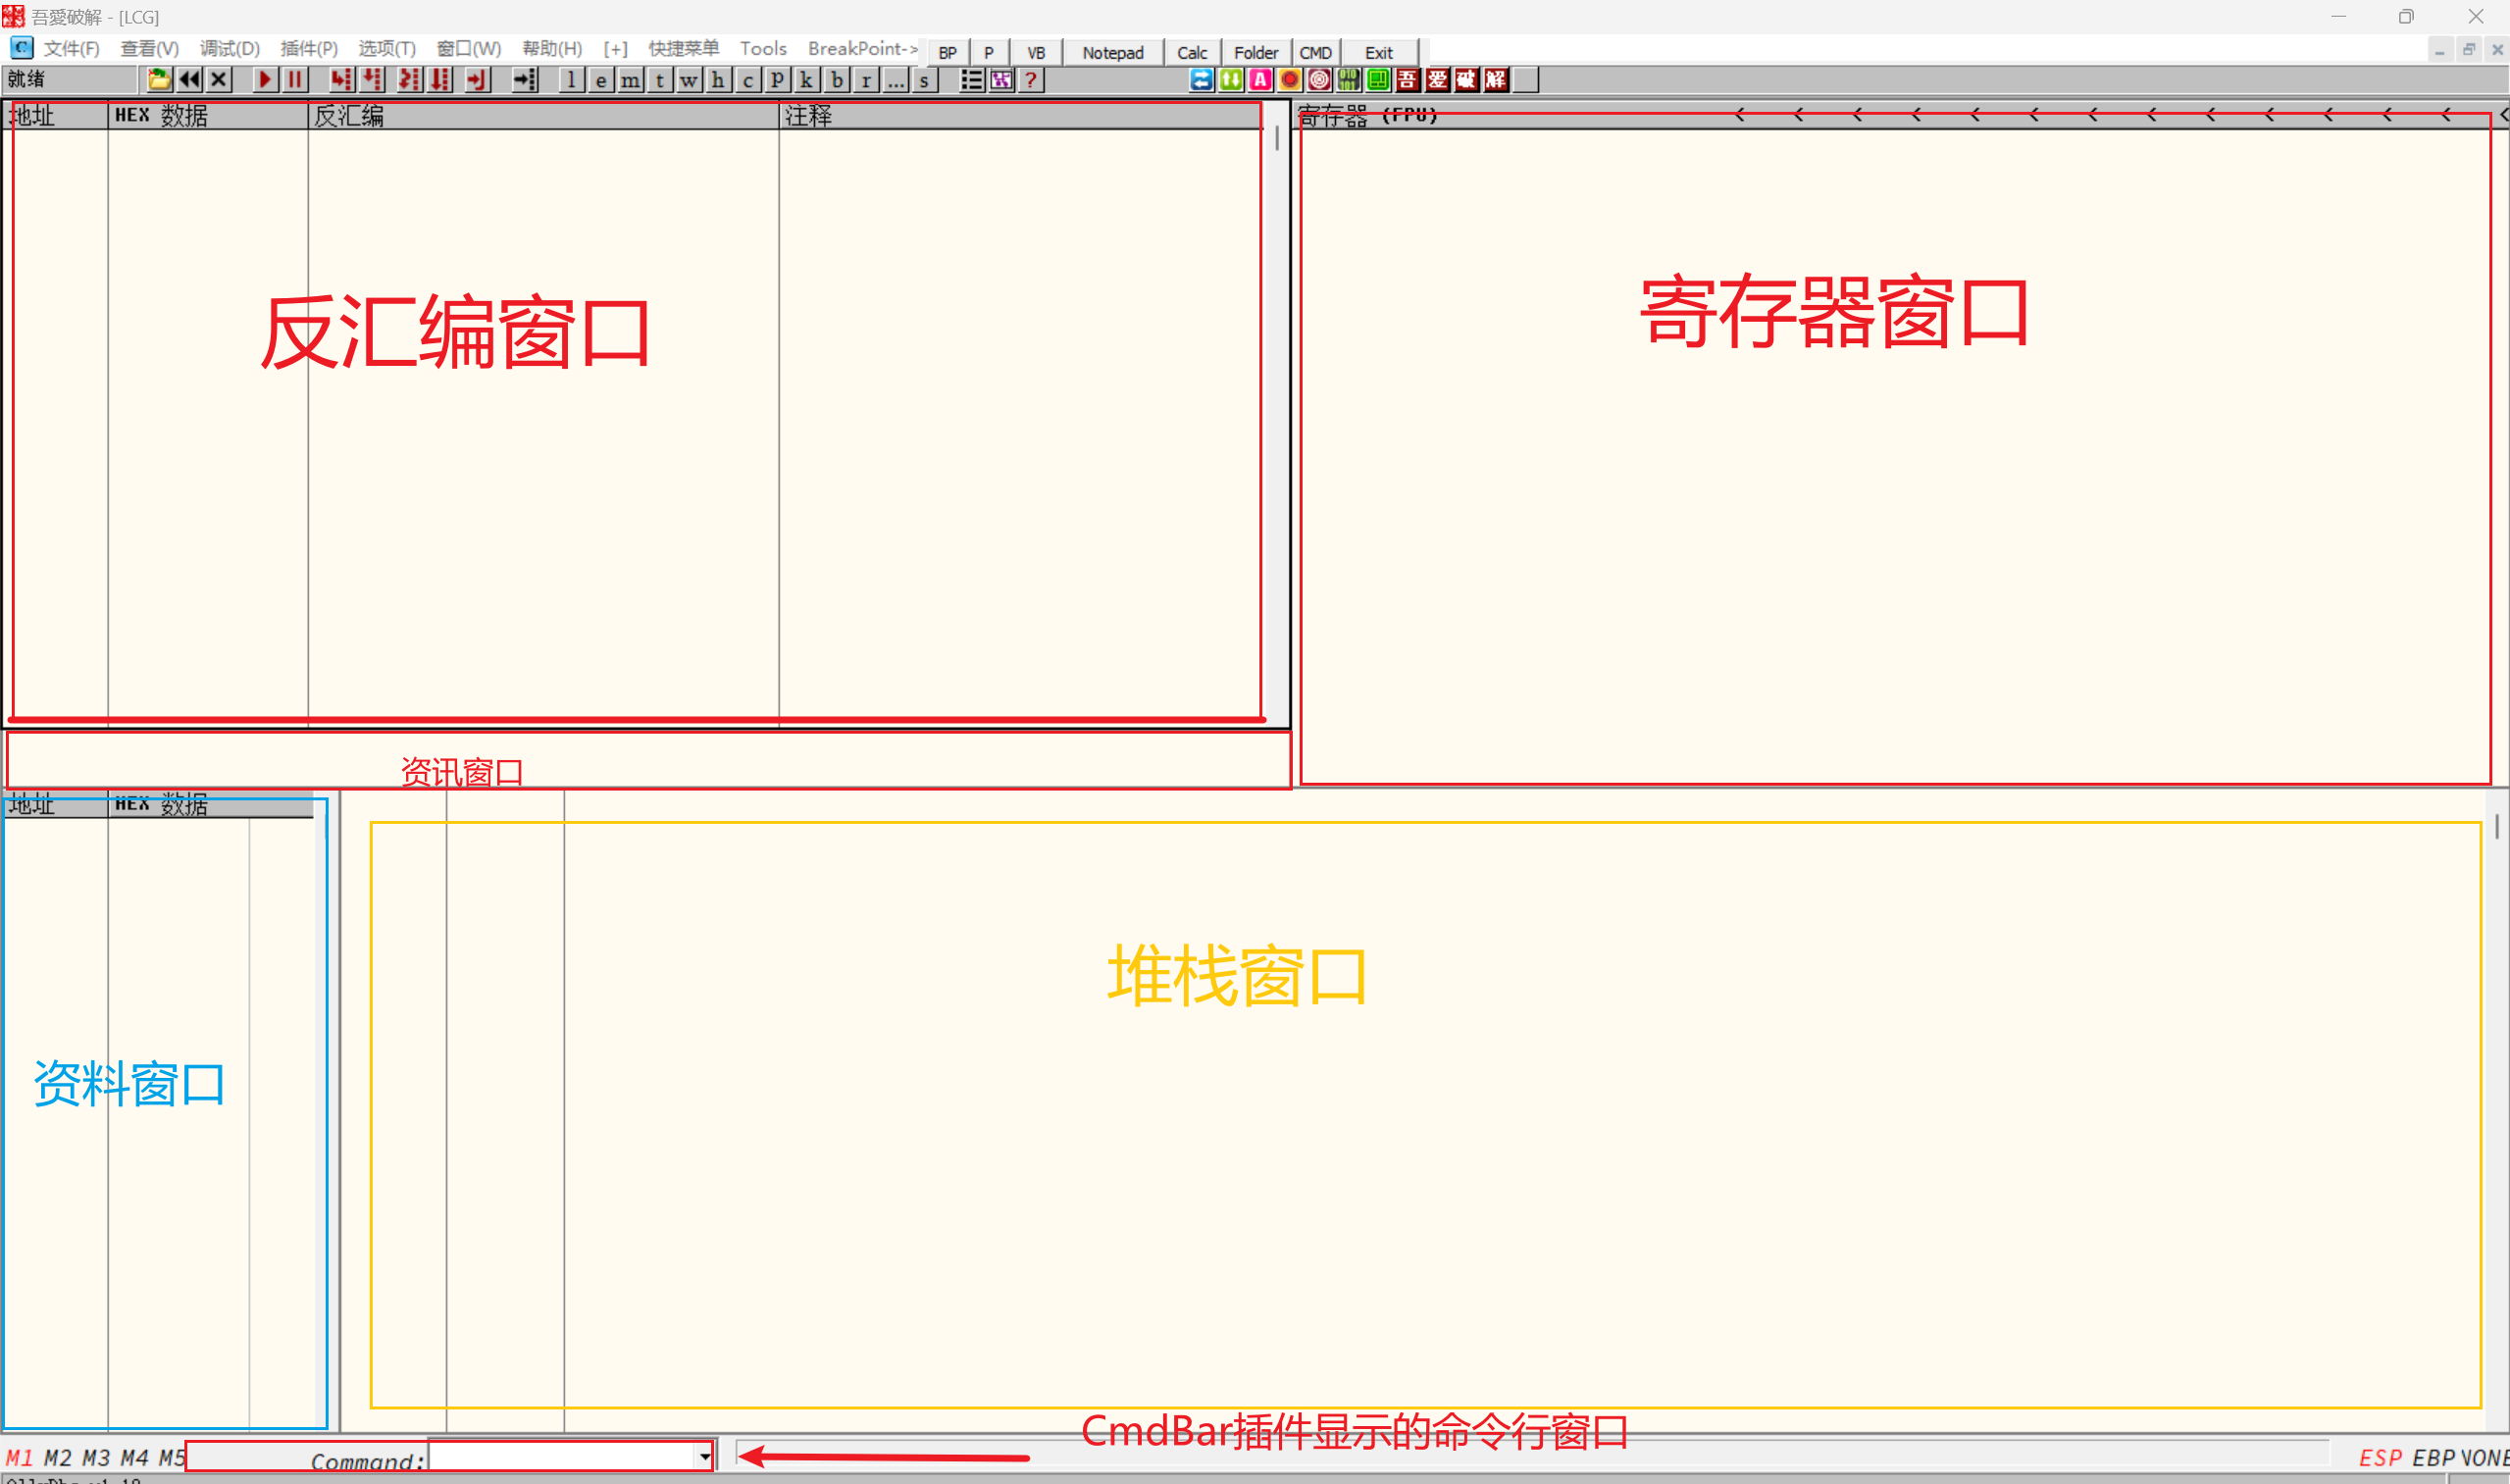 吾愛破解 - [LCG]
文件(F) 查看(V) 调试(D) 插件(P) 选项(T) 窗口(W) 帮助(H) [+] 快捷菜单 Tools BreakPoint-> BP P VB Notepad Calc Folder CMD Exit
就绪 l e m t w h c p k b r ... s ? A 吾 爱 破 解
地址 HEX 数据 反汇编 注释 寄存器 (FPU) < < < < < < < < < < < < < <
反汇编窗口
寄存器窗口
资讯窗口
地址 HEX 数据
堆栈窗口
资料窗口
CmdBar插件显示的命令行窗口
M1 M2 M3 M4 M5 Command: ESP EBP NONE